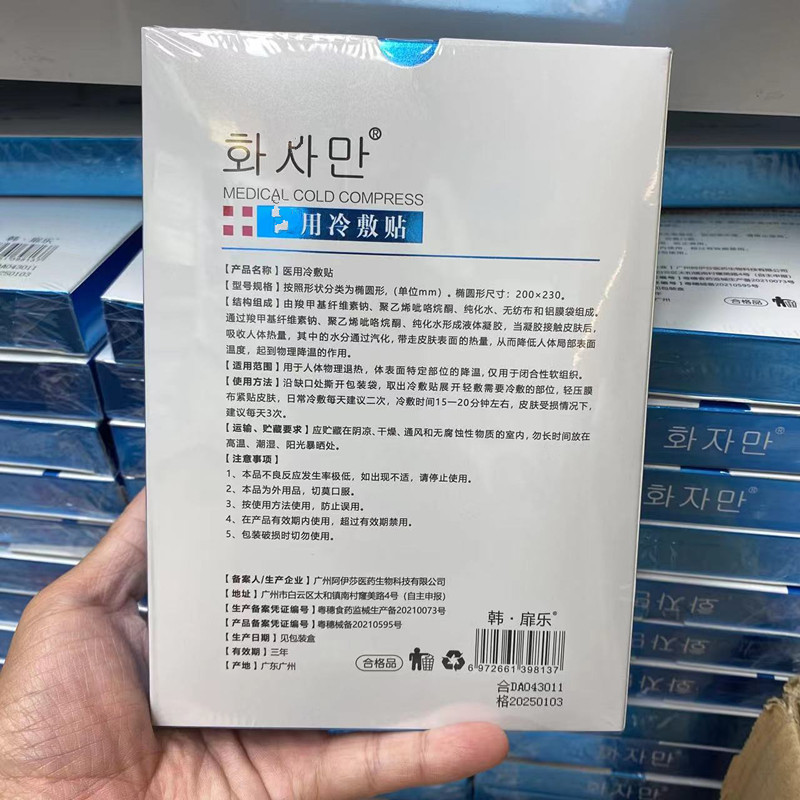 화자만®
MEDICAL COLD COMPRESS
用冷敷贴
【产品名称】医用冷敷贴
【型号规格】按照形状分类为椭圆形,（单位mm）。椭圆形尺寸：200×230。
【结构组成】由羧甲基纤维素钠、聚乙烯吡咯烷酮、纯化水、无纺布和铝膜袋组成。
通过羧甲基纤维素钠、聚乙烯吡咯烷酮、纯化水形成液体凝胶，当凝胶接触皮肤后，
吸收人体热量，其中的水分通过汽化，带走皮肤表面的热量，从而降低人体局部表面
温度，起到物理降温的作用。
【适用范围】用于人体物理退热，体表面特定部位的降温，仅用于闭合性软组织。
【使用方法】沿缺口处撕开包装袋，取出冷敷贴展开轻敷需要冷敷的部位，轻压膜
布紧贴皮肤，日常冷敷每天建议二次，冷敷时间15—20分钟左右，皮肤受损情况下，
建议每天3次。
【运输、贮藏要求】应贮藏在阴凉、干燥、通风和无腐蚀性物质的室内，勿长时间放在
高温、潮湿、阳光暴晒处。
【注意事项】
1、本品不良反应发生率极低，如出现不适，请停止使用。
2、本品为外用品，切莫口服。
3、按使用方法使用，防止误用。
4、在产品有效期内使用，超过有效期禁用。
5、包装破损时切勿使用。
【备案人/生产企业】广州阿伊莎医药生物科技有限公司
【地址】广州市白云区太和镇南村窿美路4号（自主申报）
【生产备案凭证编号】粤穗食药监械生产备20210073号
【产品备案凭证编号】粤穗械备20210595号
【生产日期】见包装盒
【有效期】三年
【产地】广东广州
合格品
韩·扉乐®
6 972661 398137
合DA043011
格20250103
韩·扉乐
DA043011
20250103
合格品
화자만®
화자만®